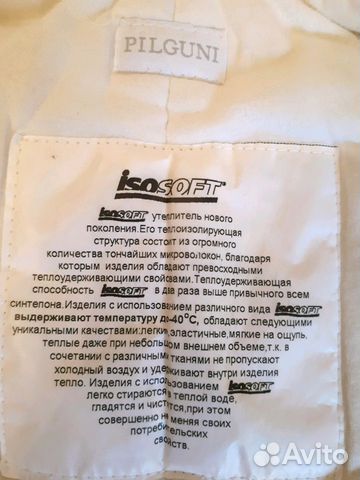 PILGUNI
isosoft™
isosoft утеплитель нового
поколения.Его теплоизолирующая
структура состоит из огромного
количества тончайших микроволокон, благодаря
которым изделия обладают превосходными
теплоудерживающими свойствами.Теплоудерживающая
способность isosoft в два раза выше привычного всем
синтепона.Изделия с использованием различного вида isosoft
выдерживают температуру до-40°С, обладают следующими
уникальными качествами:легкие,эластичные,мягкие на ощупь,
теплые даже при небольшом внешнем объеме,т.к. в
сочетании с различными тканями не пропускают
холодный воздух и удерживают внутри изделия
тепло. Изделия с использованием isosoft
легко стираются в теплой воде,
гладятся и чистятся,при этом
совершенно не меняя своих
потребительских
свойств.
Avito